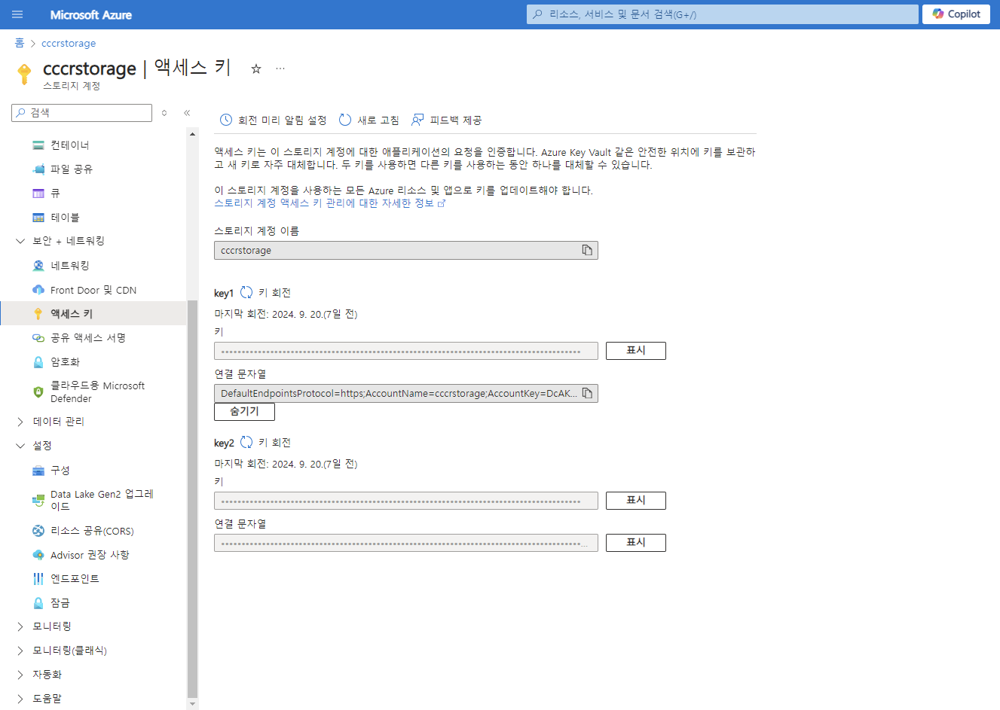 Microsoft Azure
리소스, 서비스 및 문서 검색(G+/)
Copilot
홈 > cccrstorage
cccrstorage | 액세스 키
스토리지 계정
검색
컨테이너
파일 공유
큐
테이블
보안 + 네트워킹
네트워킹
Front Door 및 CDN
액세스 키
공유 액세스 서명
암호화
클라우드용 Microsoft
Defender
데이터 관리
설정
구성
Data Lake Gen2 업그레
이드
리소스 공유(CORS)
Advisor 권장 사항
엔드포인트
잠금
모니터링
모니터링(클래식)
자동화
도움말
회전 미리 알림 설정 새로 고침 피드백 제공
액세스 키는 이 스토리지 계정에 대한 애플리케이션의 요청을 인증합니다. Azure Key Vault 같은 안전한 위치에 키를 보관하
고 새 키로 자주 대체합니다. 두 키를 사용하면 다른 키를 사용하는 동안 하나를 대체할 수 있습니다.
이 스토리지 계정을 사용하는 모든 Azure 리소스 및 앱으로 키를 업데이트해야 합니다.
스토리지 계정 액세스 키 관리에 대한 자세한 정보
스토리지 계정 이름
cccrstorage
key1 키 회전
마지막 회전: 2024. 9. 20.(7일 전)
키
표시
연결 문자열
DefaultEndpointsProtocol=https;AccountName=cccrstorage;AccountKey=DcAK...
숨기기
key2 키 회전
마지막 회전: 2024. 9. 20.(7일 전)
키
표시
연결 문자열
표시